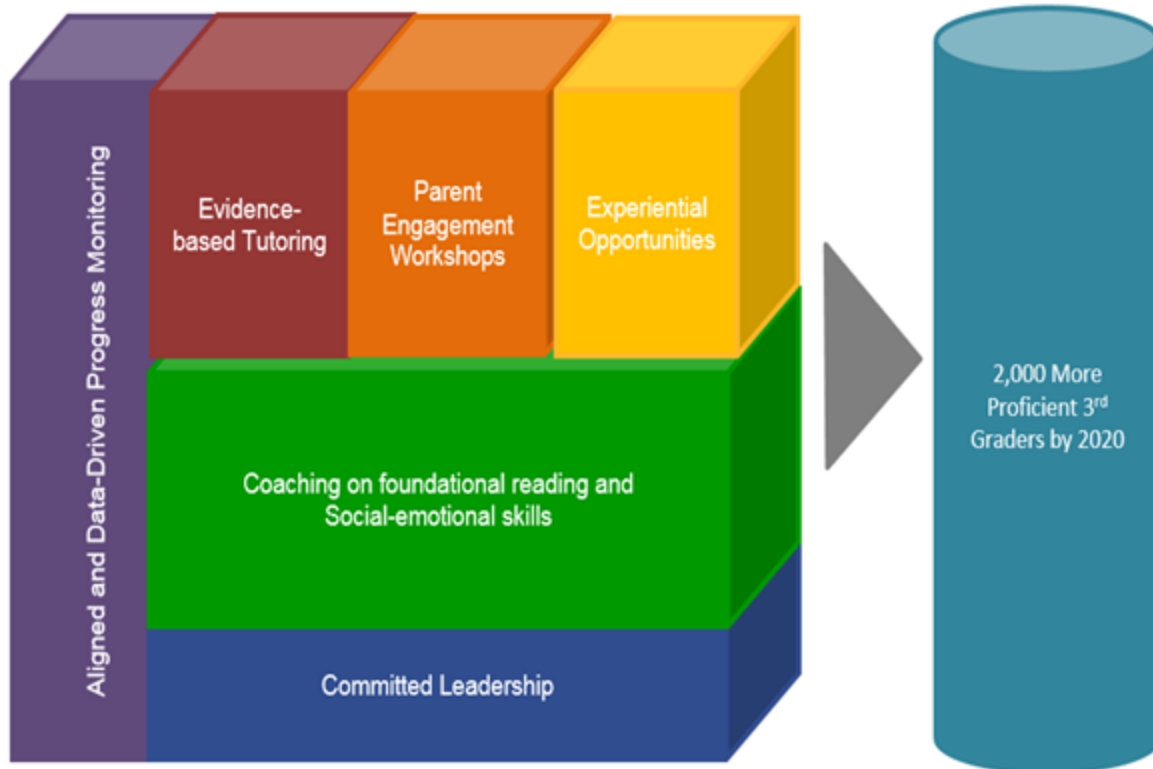 Aligned and Data-Driven Progress Monitoring
Evidence-
based Tutoring
Parent
Engagement
Workshops
Experiential
Opportunities
Coaching on foundational reading and
Social-emotional skills
Committed Leadership
2,000 More
Proficient 3rd
Graders by 2020